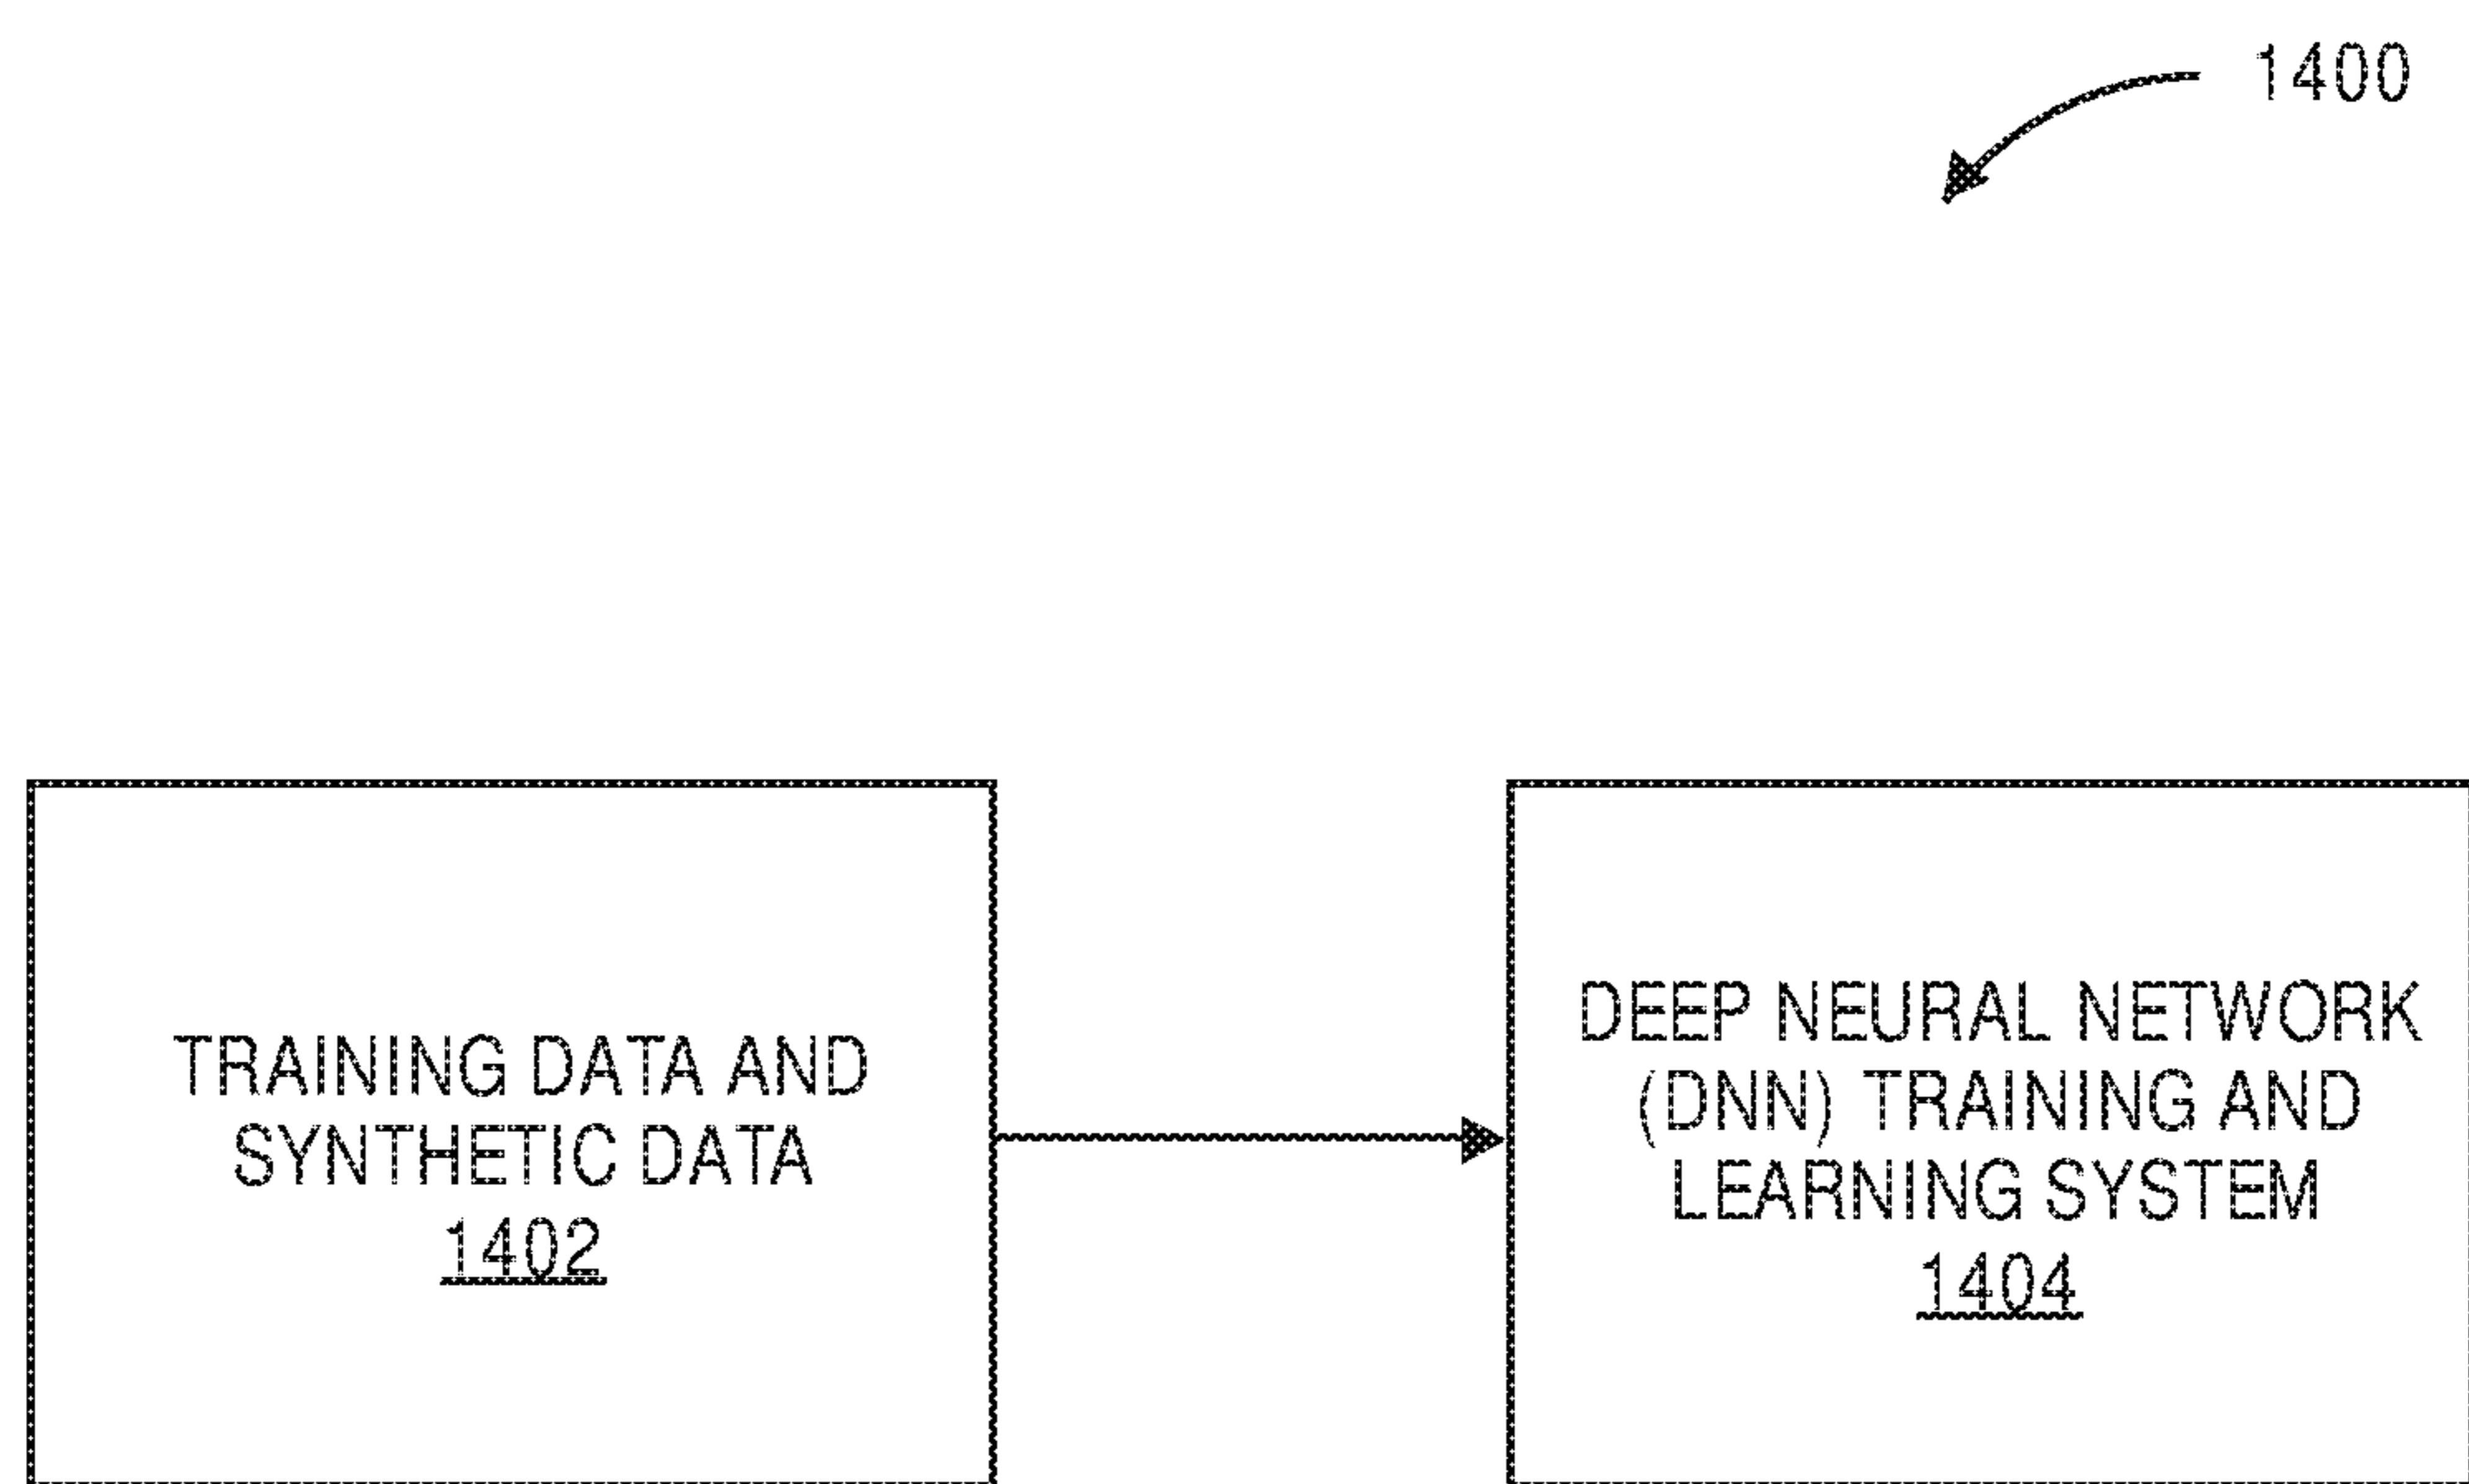 1400
TRAINING DATA AND
SYNTHETIC DATA
1402
DEEP NEURAL NETWORK
(DNN) TRAINING AND
LEARNING SYSTEM
1404